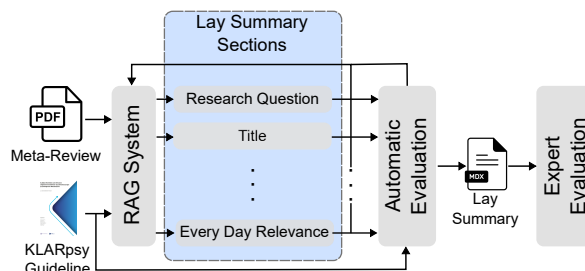 Lay Summary
Sections
PDF
Meta-Review
KLARpsy
Guideline
RAG System
Research Question
Title
Every Day Relevance
Automatic
Evaluation
MDX
Lay
Summary
Expert
Evaluation